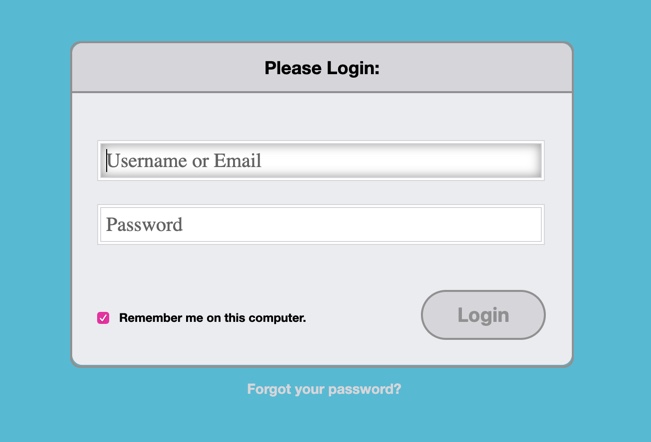 Please Login:
Username or Email
Password
Remember me on this computer.
Login
Forgot your password?